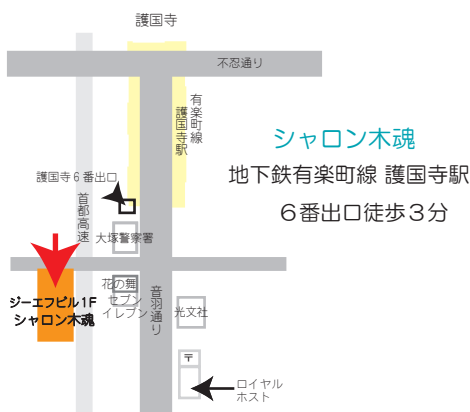 護国寺
不忍通り
有楽町線
護国寺駅
シャロン木魂
地下鉄有楽町線 護国寺駅
6番出口徒歩3分
護国寺6番出口
首都高速
大塚警察署
花の舞
セブン
イレブン
音羽通り
光文社
ジーエフビル1F
シャロン木魂
〒
ロイヤル
ホスト